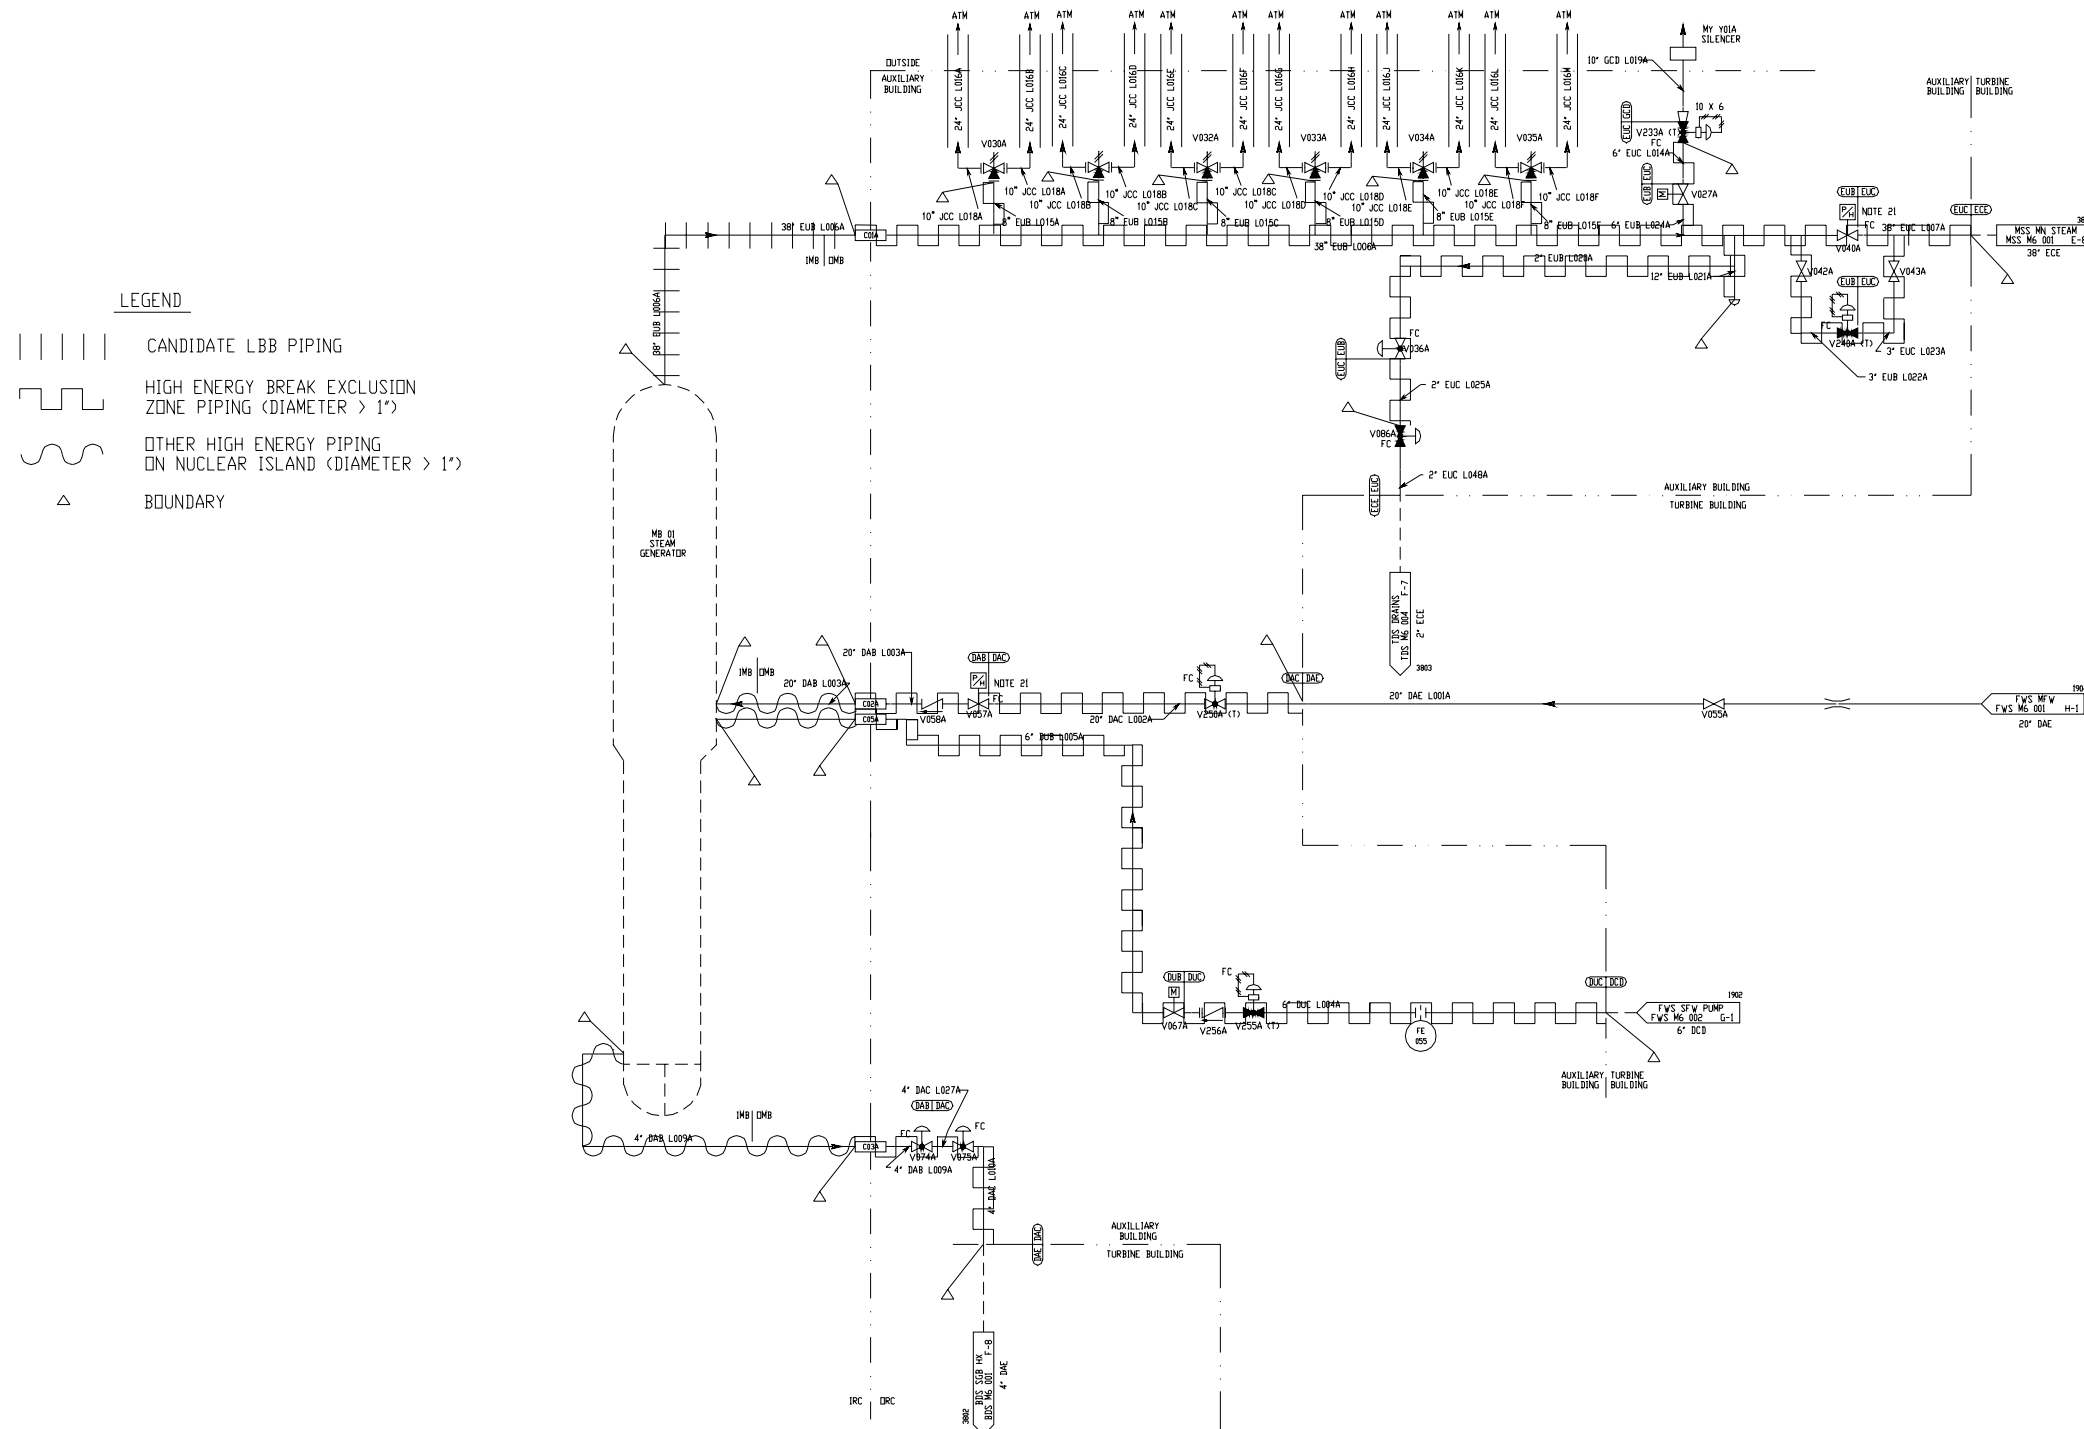 LEGEND
CANDIDATE LBB PIPING
HIGH ENERGY BREAK EXCLUSION
ZONE PIPING (DIAMETER > 1")
OTHER HIGH ENERGY PIPING
ON NUCLEAR ISLAND (DIAMETER > 1")
BOUNDARY
ATM
ATM
ATM
ATM
ATM
ATM
ATM
ATM
ATM
ATM
ATM
ATM
MY Y01A
SILENCER
OUTSIDE
AUXILIARY
BUILDING
24" JCC L016A
24" JCC L016B
24" JCC L016C
24" JCC L016D
24" JCC L016E
24" JCC L016F
24" JCC L016G
24" JCC L016H
24" JCC L016J
24" JCC L016K
24" JCC L016L
24" JCC L016M
10" GCD L019A
AUXILIARY TURBINE
BUILDING BUILDING
10 X 6
EUC GCD
V233A (T)
FC
6" EUC L014A
EUB EUC
M
V027A
V030A
V032A
V033A
V034A
V035A
10" JCC L018A
10" JCC L018A
10" JCC L018B
10" JCC L018B
10" JCC L018C
10" JCC L018C
10" JCC L018D
10" JCC L018D
10" JCC L018E
10" JCC L018E
10" JCC L018F
10" JCC L018F
8" EUB L015A
8" EUB L015B
8" EUB L015C
8" EUB L015D
8" EUB L015E
8" EUB L015F
6" EUB L024A
38" EUB L006A
C01A
38" EUB L006A
IMB OMB
38" EUB L006A
EUB EUC
P/H
NOTE 21
FC
V040A
38" EUC L007A
EUC ECE
MSS MN STEAM
MSS M6 001
38" ECE
2" EUB L020A
12" EUB L021A
V042A
V043A
EUB EUC
FC
V240A (T)
3" EUC L023A
3" EUB L022A
FC
V036A
EUC EUB
2" EUC L025A
V086A
FC
2" EUC L048A
ECE EUC
AUXILIARY BUILDING
TURBINE BUILDING
TDS DRAINS
TDS M6 004 F-7
2" ECE
3803
MB 01
STEAM
GENERATOR
IMB OMB
20" DAB L003A
20" DAB L003A
C02A
C05A
V058A
DAB DAC
P/H
NOTE 21
FC
V057A
20" DAC L002A
FC
V250A (T)
DAC DAE
20" DAE L001A
V055A
FWS MFW
FWS M6 001 H-1
20" DAE
6" DUB L005A
DUB DUC
M
V067A
V256A
FC
V255A (T)
6" DUC L004A
FE
055
DUC DCD
1902
FWS SFW PUMP
FWS M6 002 G-1
6" DCD
AUXILIARY TURBINE
BUILDING BUILDING
IMB OMB
4" DAB L009A
C03A
4" DAC L027A
DAB DAC
FC
V074A
FC
V075A
4" DAB L009A
4" DAC L010A
DAE DAC
AUXILLIARY
BUILDING
TURBINE BUILDING
BDS SGB HX
BDS M6 001 F-8
4" DAE
3802
IRC ORC